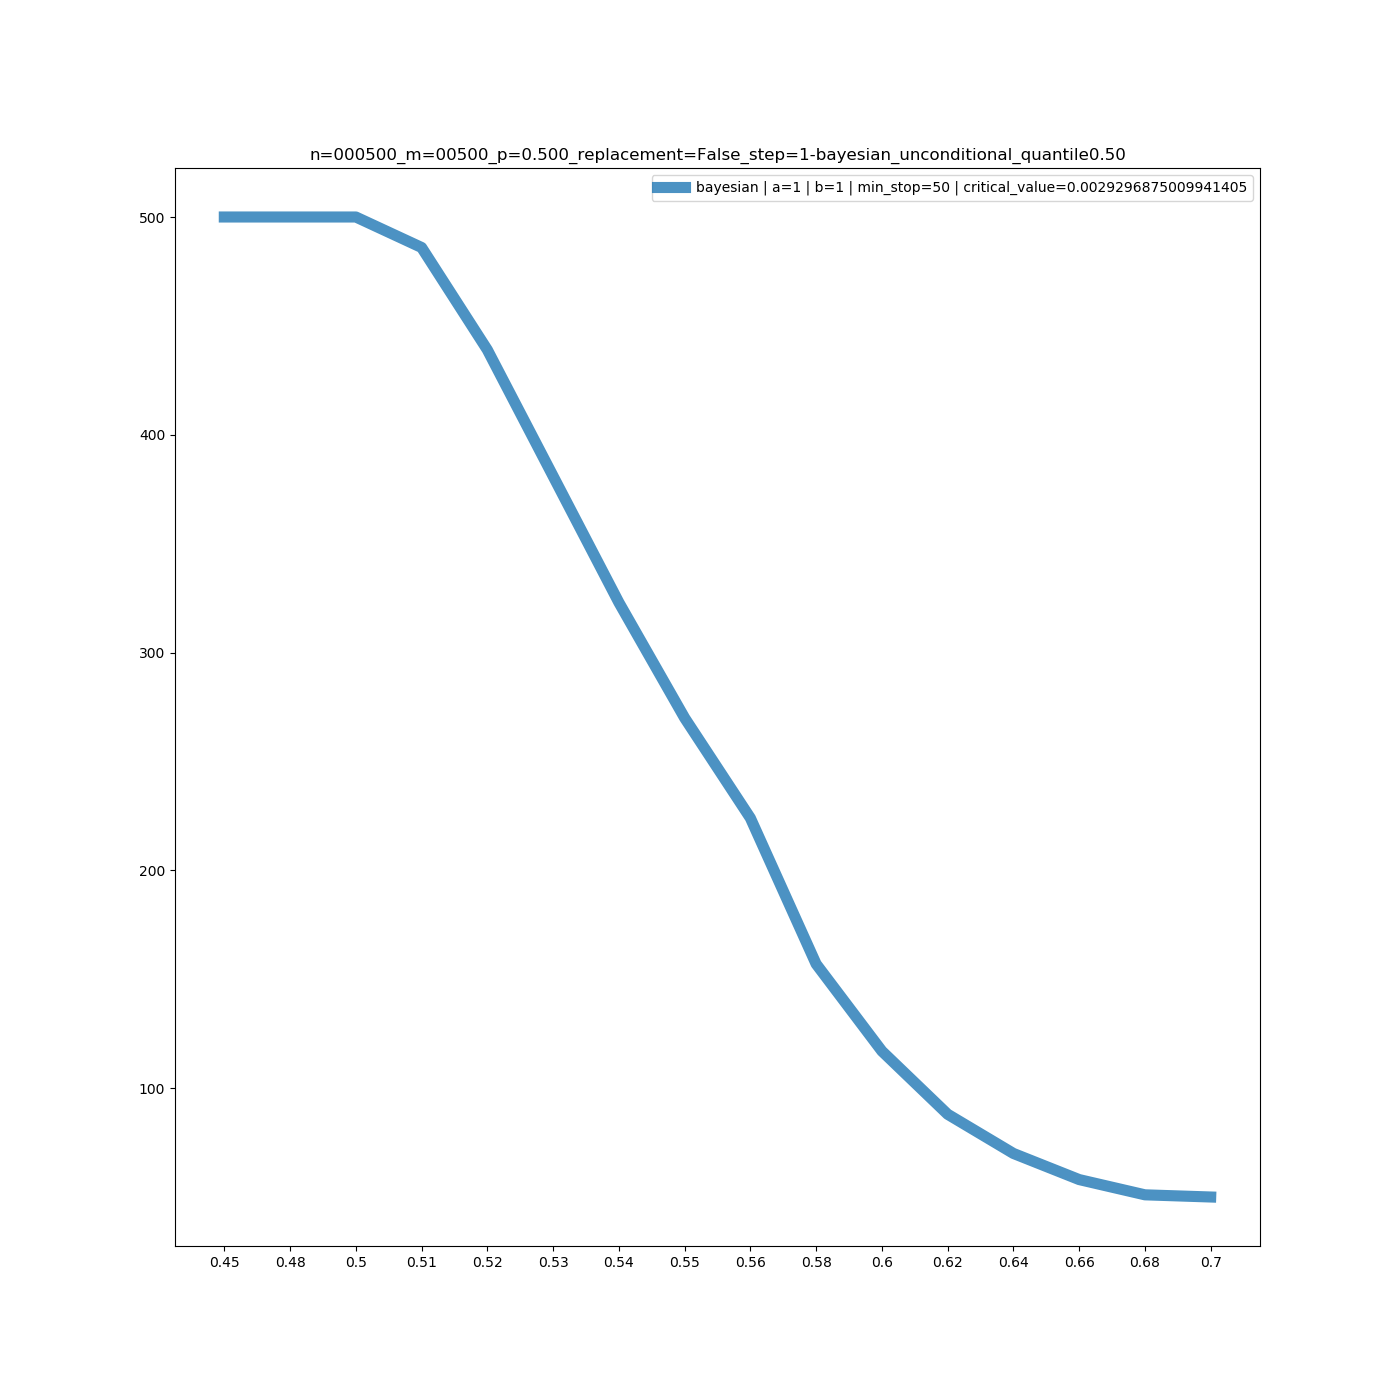 n=000500_m=00500_p=0.500_replacement=False_step=1-bayesian_unconditional_quantile0.50
bayesian | a=1 | b=1 | min_stop=50 | critical_value=0.0029296875009941405
500
400
300
200
100
0.45 0.48 0.5 0.51 0.52 0.53 0.54 0.55 0.56 0.58 0.6 0.62 0.64 0.66 0.68 0.7